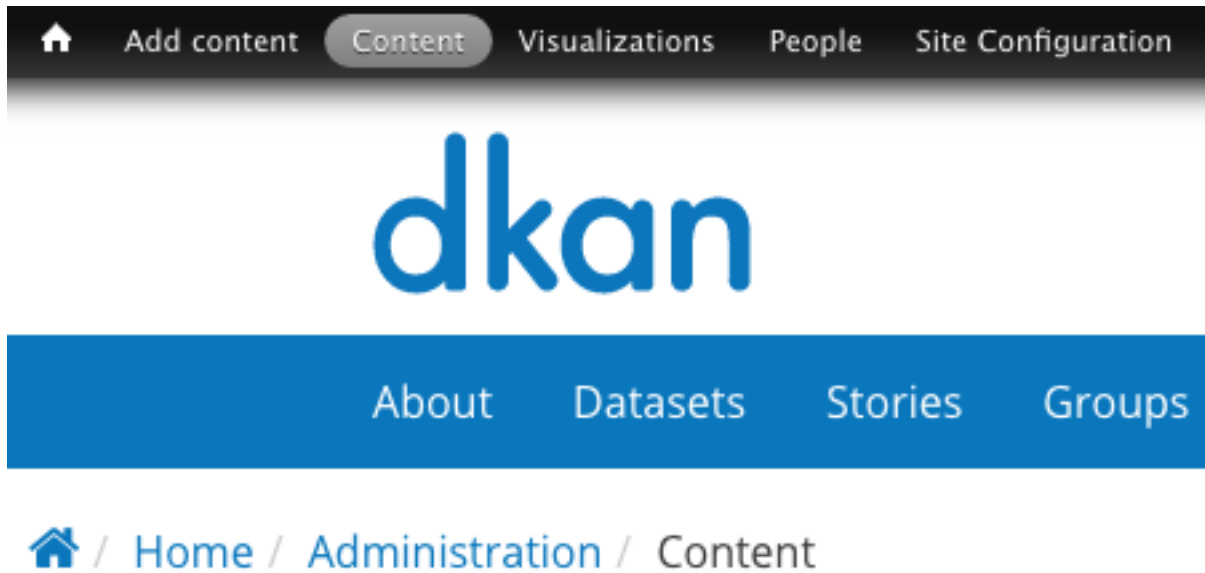 Add content Content Visualizations People Site Configuration
dkan
About Datasets Stories Groups
/ Home / Administration / Content